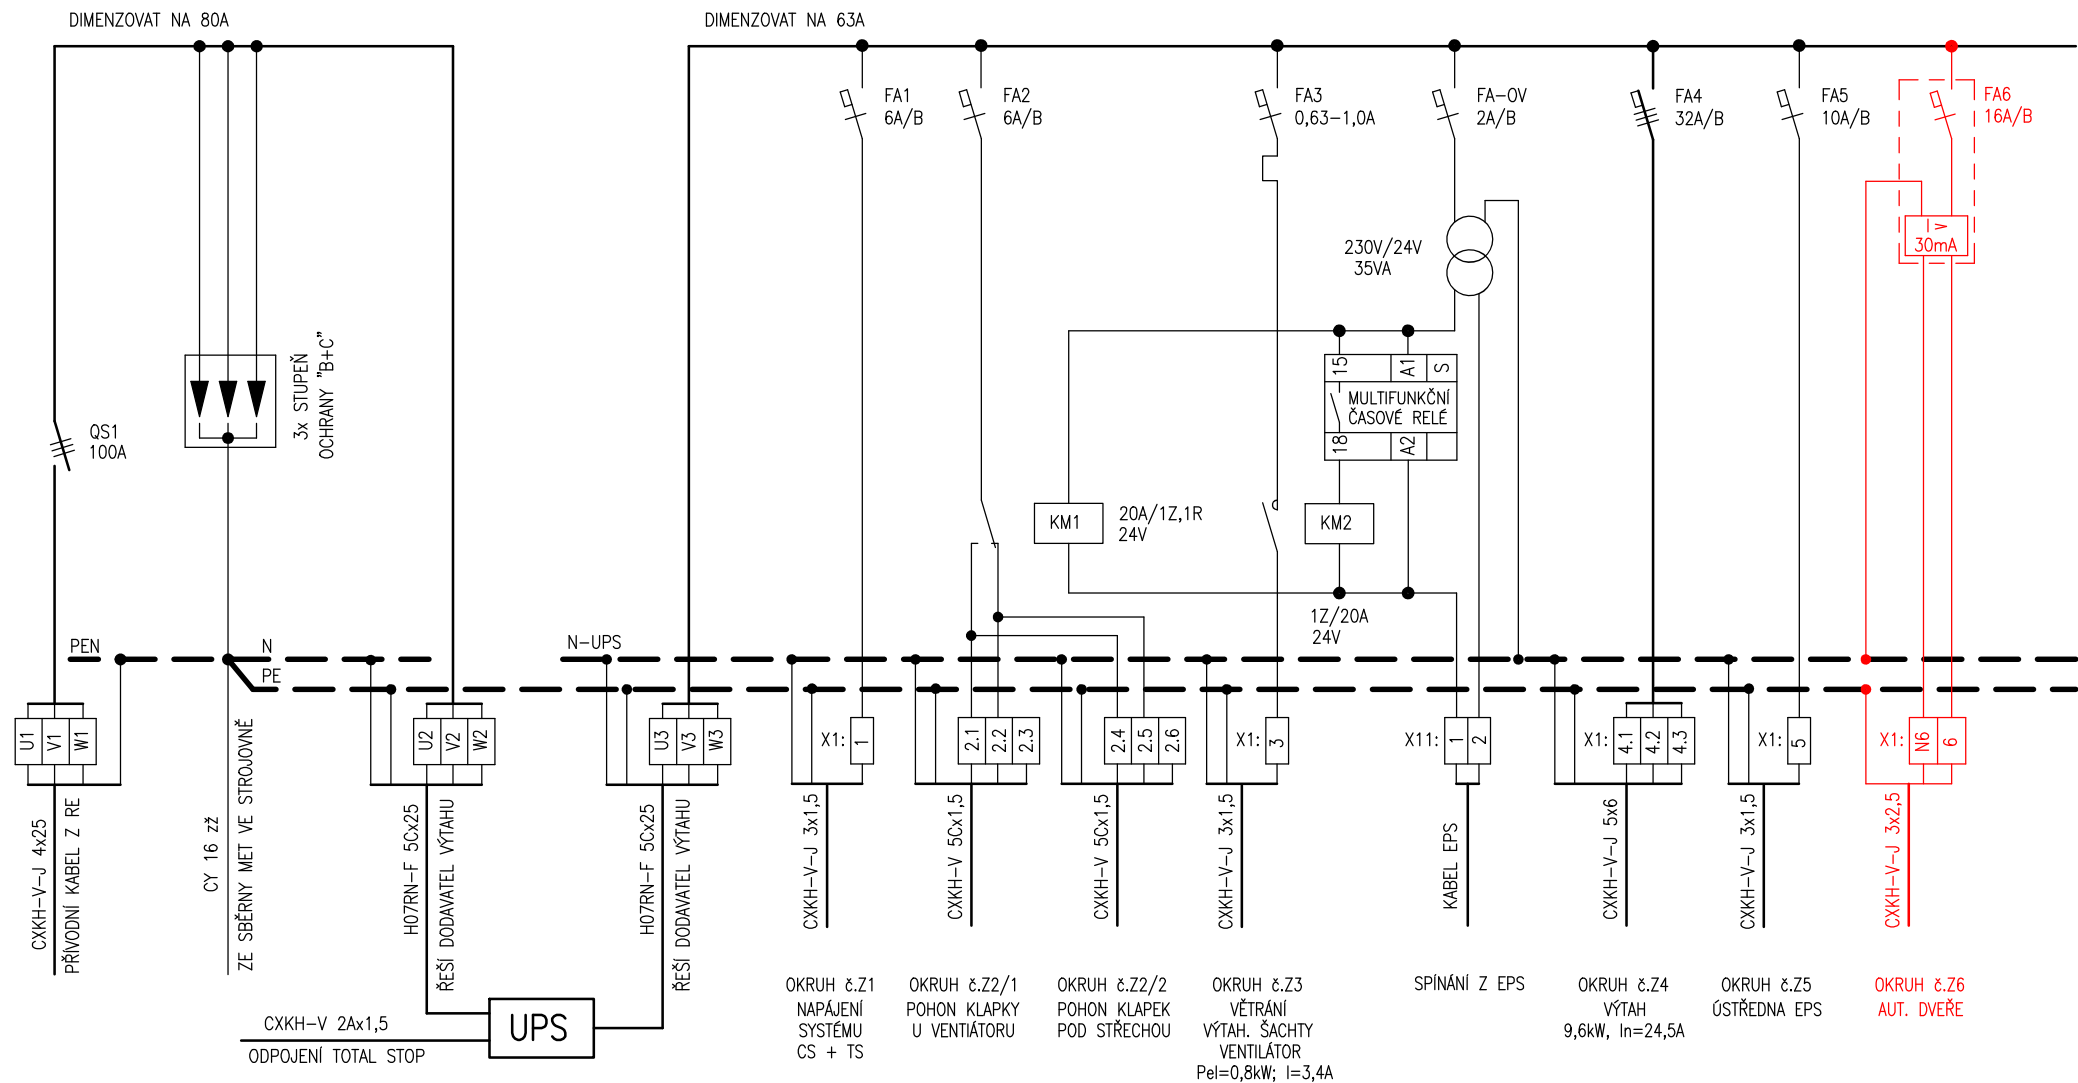 DIMENZOVAT NA 80A
DIMENZOVAT NA 63A
FA1
6A/B
FA2
6A/B
FA3
0,63-1,0A
FA-OV
2A/B
FA4
32A/B
FA5
10A/B
FA6
16A/B
I >
30mA
230V/24V
35VA
3x STUPEŇ
OCHRANY "B+C"
QS1
100A
15
A1
S
MULTIFUNKČNÍ
ČASOVÉ RELÉ
18
A2
KM1
20A/1Z,1R
24V
KM2
1Z/20A
24V
PEN
N
PE
N-UPS
U1
V1
W1
U2
V2
W2
U3
V3
W3
X1:
1
2.1
2.2
2.3
2.4
2.5
2.6
X1:
3
X11:
1
2
X1:
4.1
4.2
4.3
X1:
5
X1:
N6
6
CXKH-V-J 4x25
PŘÍVODNÍ KABEL Z RE
CY 16 zž
ZE SBĚRNY MET VE STROJOVNĚ
H07RN-F 5Cx25
ŘEŠÍ DODAVATEL VÝTAHU
H07RN-F 5Cx25
ŘEŠÍ DODAVATEL VÝTAHU
CXKH-V-J 3x1,5
CXKH-V 5Cx1,5
CXKH-V 5Cx1,5
CXKH-V-J 3x1,5
KABEL EPS
CXKH-V-J 5x6
CXKH-V-J 3x1,5
CXKH-V-J 3x2,5
CXKH-V 2Ax1,5
ODPOJENÍ TOTAL STOP
UPS
OKRUH č.Z1
NAPÁJENÍ
SYSTÉMU
CS + TS
OKRUH č.Z2/1
POHON KLAPKY
U VENTIÁTORU
OKRUH č.Z2/2
POHON KLAPEK
POD STŘECHOU
OKRUH č.Z3
VĚTRÁNÍ
VÝTAH. ŠACHTY
VENTILÁTOR
Pel=0,8kW; I=3,4A
SPÍNÁNÍ Z EPS
OKRUH č.Z4
VÝTAH
9,6kW, In=24,5A
OKRUH č.Z5
ÚSTŘEDNA EPS
OKRUH č.Z6
AUT. DVEŘE